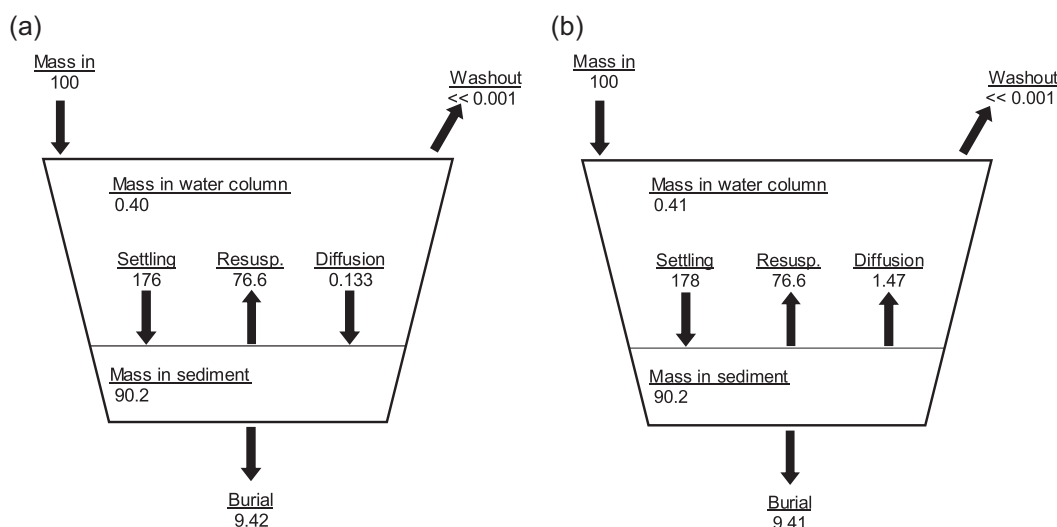 (a)
Mass in
100
Washout
<< 0.001
Mass in water column
0.40
Settling
176
Resusp.
76.6
Diffusion
0.133
Mass in sediment
90.2
Burial
9.42
(b)
Mass in
100
Washout
<< 0.001
Mass in water column
0.41
Settling
178
Resusp.
76.6
Diffusion
1.47
Mass in sediment
90.2
Burial
9.41